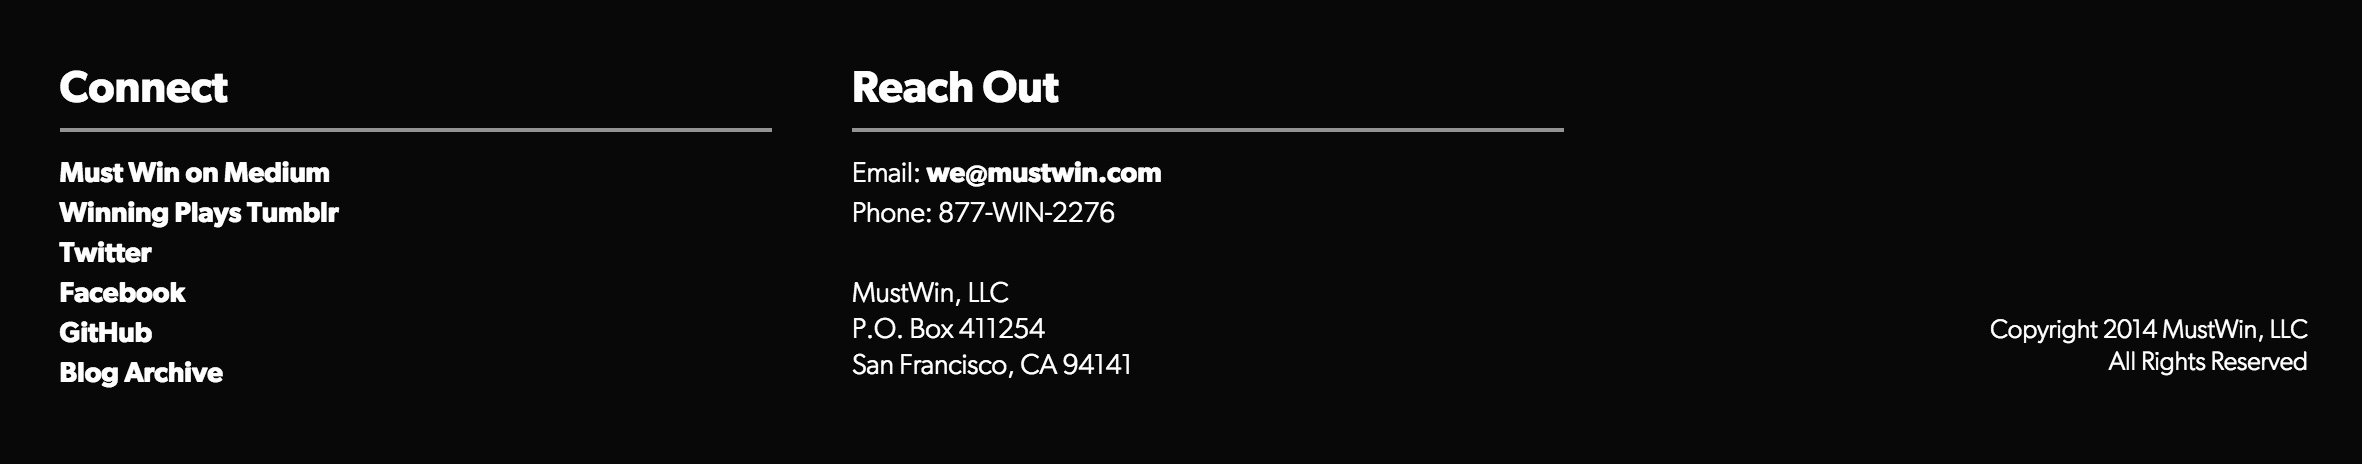 Connect
Must Win on Medium
Winning Plays Tumblr
Twitter
Facebook
GitHub
Blog Archive
Reach Out
Email: we@mustwin.com
Phone: 877-WIN-2276
MustWin, LLC
P.O. Box 411254
San Francisco, CA 94141
Copyright 2014 MustWin, LLC
All Rights Reserved